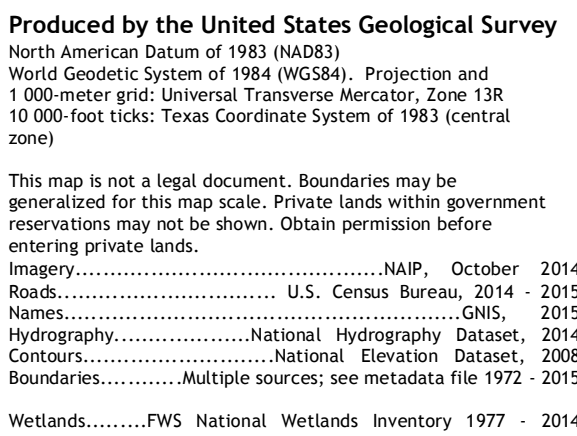 Produced by the United States Geological Survey
North American Datum of 1983 (NAD83)
World Geodetic System of 1984 (WGS84). Projection and
1 000-meter grid: Universal Transverse Mercator, Zone 13R
10 000-foot ticks: Texas Coordinate System of 1983 (central
zone)
This map is not a legal document. Boundaries may be
generalized for this map scale. Private lands within government
reservations may not be shown. Obtain permission before
entering private lands.
Imagery..........................................NAIP, October 2014
Roads.............................. U.S. Census Bureau, 2014 - 2015
Names......................................................GNIS, 2015
Hydrography...................National Hydrography Dataset, 2014
Contours..........................National Elevation Dataset, 2008
Boundaries............Multiple sources; see metadata file 1972 - 2015
Wetlands.........FWS National Wetlands Inventory 1977 - 2014